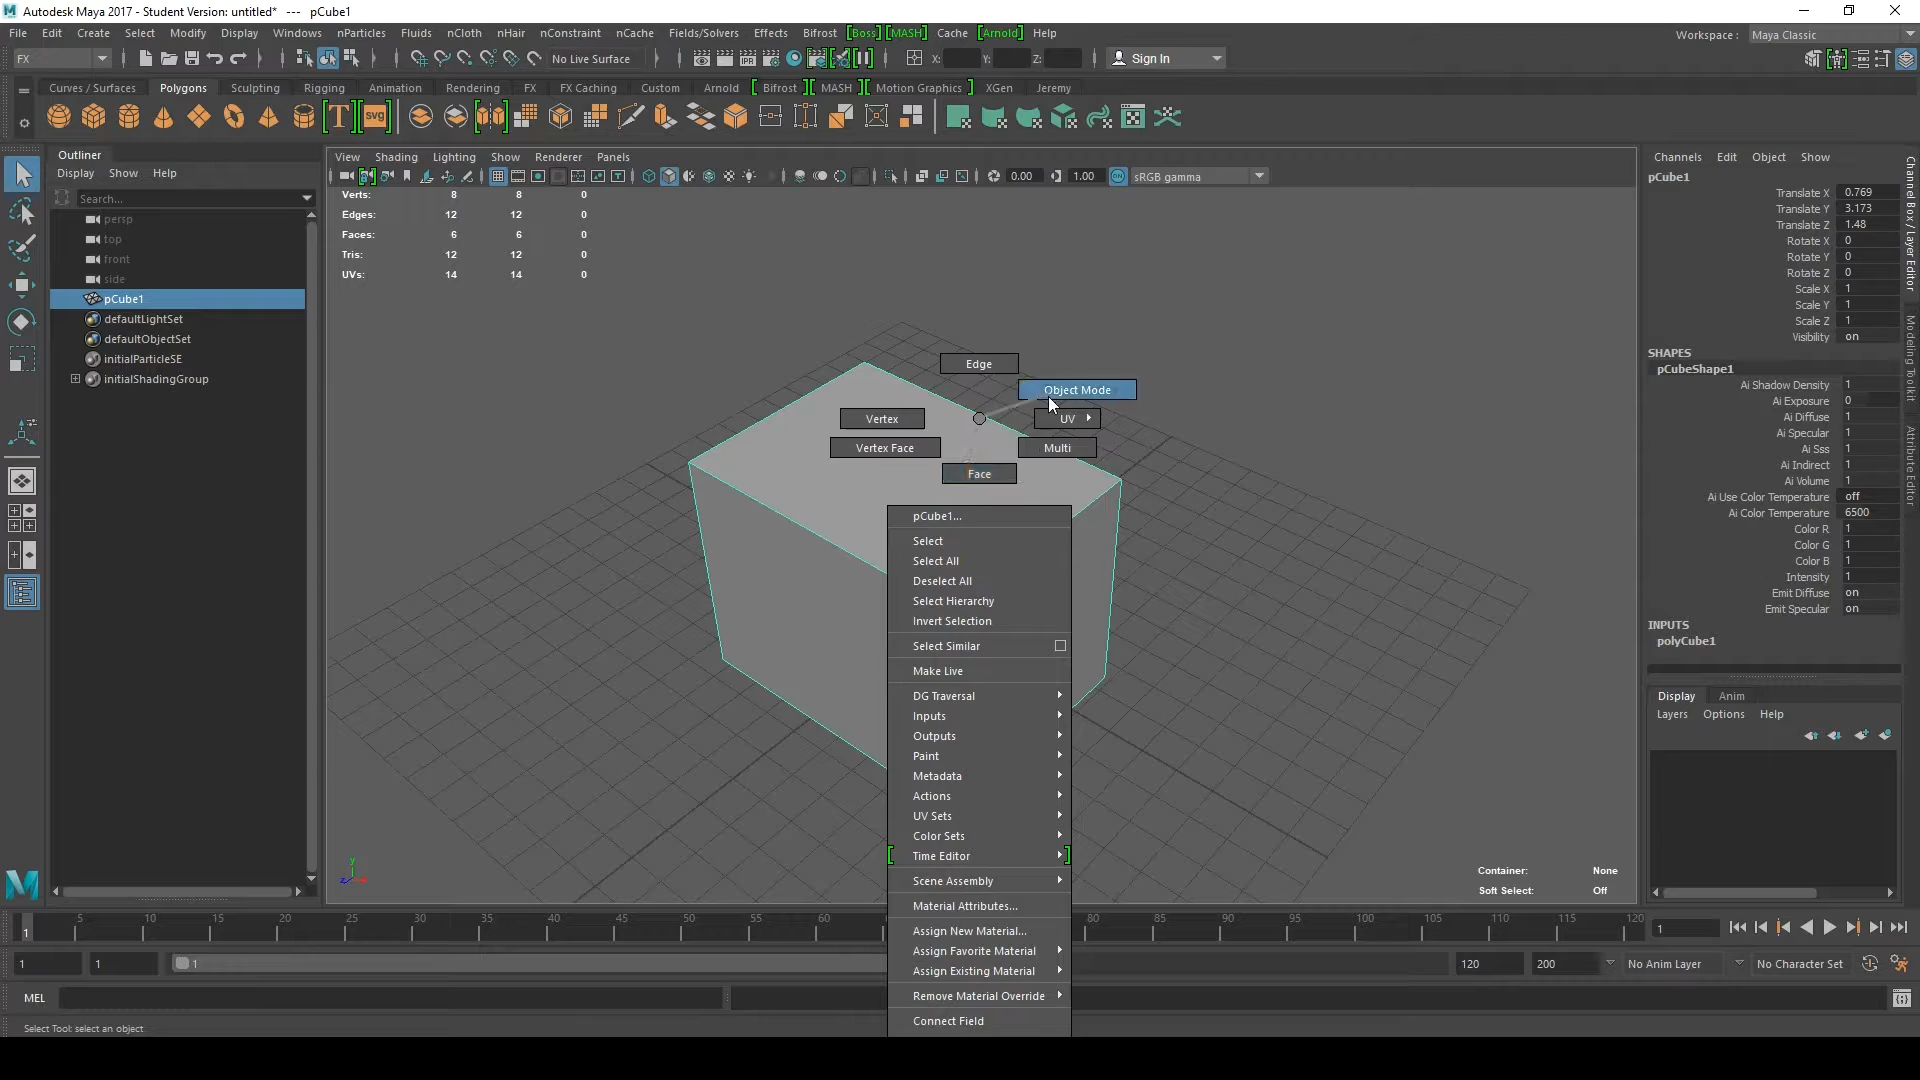 Autodesk Maya 2017 - Student Version: untitled*   ---   pCube1
File Edit Create Select Modify Display Windows nParticles Fluids nCloth nHair nConstraint nCache Fields/Solvers Effects Bifrost [Boss] [MASH] Cache [Arnold] Help
Workspace : Maya Classic
FX No Live Surface X: Y: Z: Sign In
Curves / Surfaces Polygons Sculpting Rigging Animation Rendering FX FX Caching Custom Arnold [ Bifrost MASH Motion Graphics ] XGen Jeremy
T SVG
IPR
Outliner
Display Show Help
Search...
persp
top
front
side
pCube1
defaultLightSet
defaultObjectSet
initialParticleSE
initialShadingGroup
View Shading Lighting Show Renderer Panels
0.00 1.00 sRGB gamma
Verts: 8 8 0
Edges: 12 12 0
Faces: 6 6 0
Tris: 12 12 0
UVs: 14 14 0
Edge
Object Mode
Vertex
UV
Vertex Face
Multi
Face
pCube1...
Select
Select All
Deselect All
Select Hierarchy
Invert Selection
Select Similar
Make Live
DG Traversal
Inputs
Outputs
Paint
Metadata
Actions
UV Sets
Color Sets
Time Editor
Scene Assembly
Material Attributes...
Assign New Material...
Assign Favorite Material
Assign Existing Material
Remove Material Override
Connect Field
y
z
Container: None
Soft Select: Off
Channels Edit Object Show
pCube1
Translate X 0.769
Translate Y 3.173
Translate Z 1.48
Rotate X 0
Rotate Y 0
Rotate Z 0
Scale X 1
Scale Y 1
Scale Z 1
Visibility on
SHAPES
pCubeShape1
Ai Shadow Density 1
Ai Exposure 0
Ai Diffuse 1
Ai Specular 1
Ai Sss 1
Ai Indirect 1
Ai Volume 1
Ai Use Color Temperature off
Ai Color Temperature 6500
Color R 1
Color G 1
Color B 1
Intensity 1
Emit Diffuse on
Emit Specular on
INPUTS
polyCube1
Display Anim
Layers Options Help
Channel Box / Layer Editor
Modeling Toolkit
Attribute Editor
5 10 15 20 25 30 35 40 45 50 55 60 80 85 90 95 100 105 110 115 120
1
1
1 1 1 120 200 No Anim Layer No Character Set
MEL
Select Tool: select an object